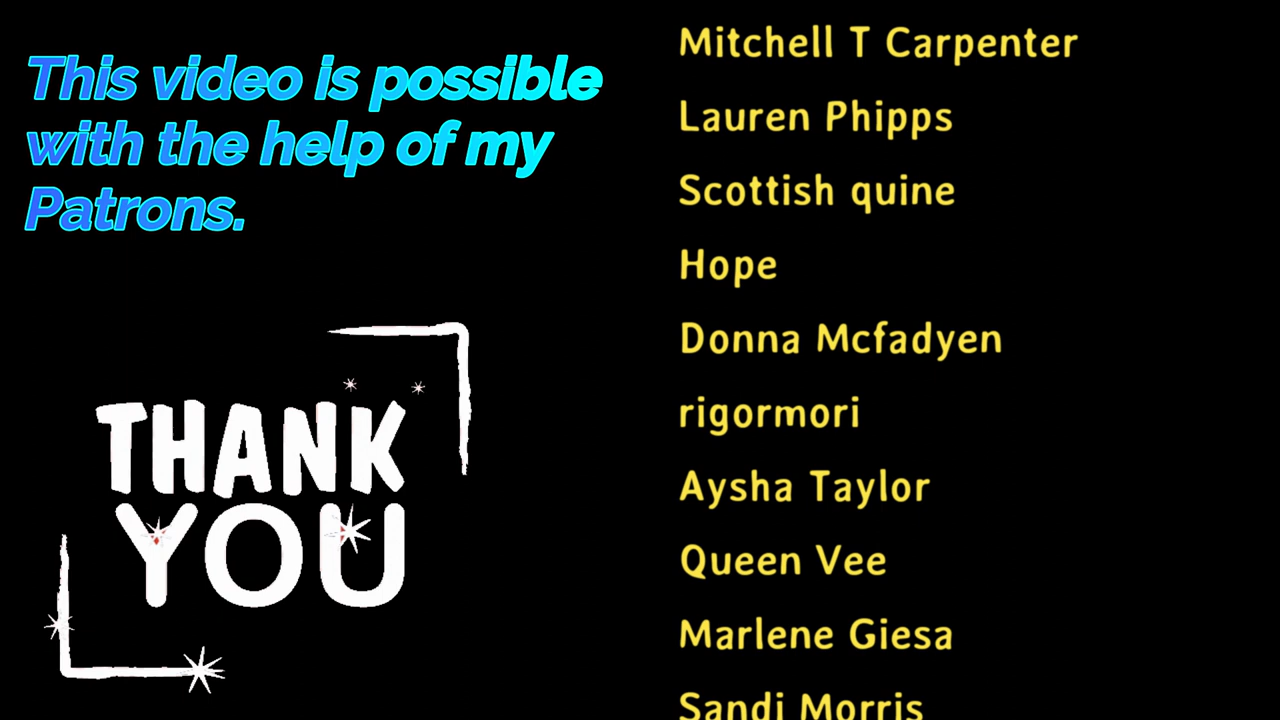 This video is possible
with the help of my
Patrons.
THANK
YOU
Mitchell T Carpenter
Lauren Phipps
Scottish quine
Hope
Donna Mcfadyen
rigormori
Aysha Taylor
Queen Vee
Marlene Giesa
Sandi Morris